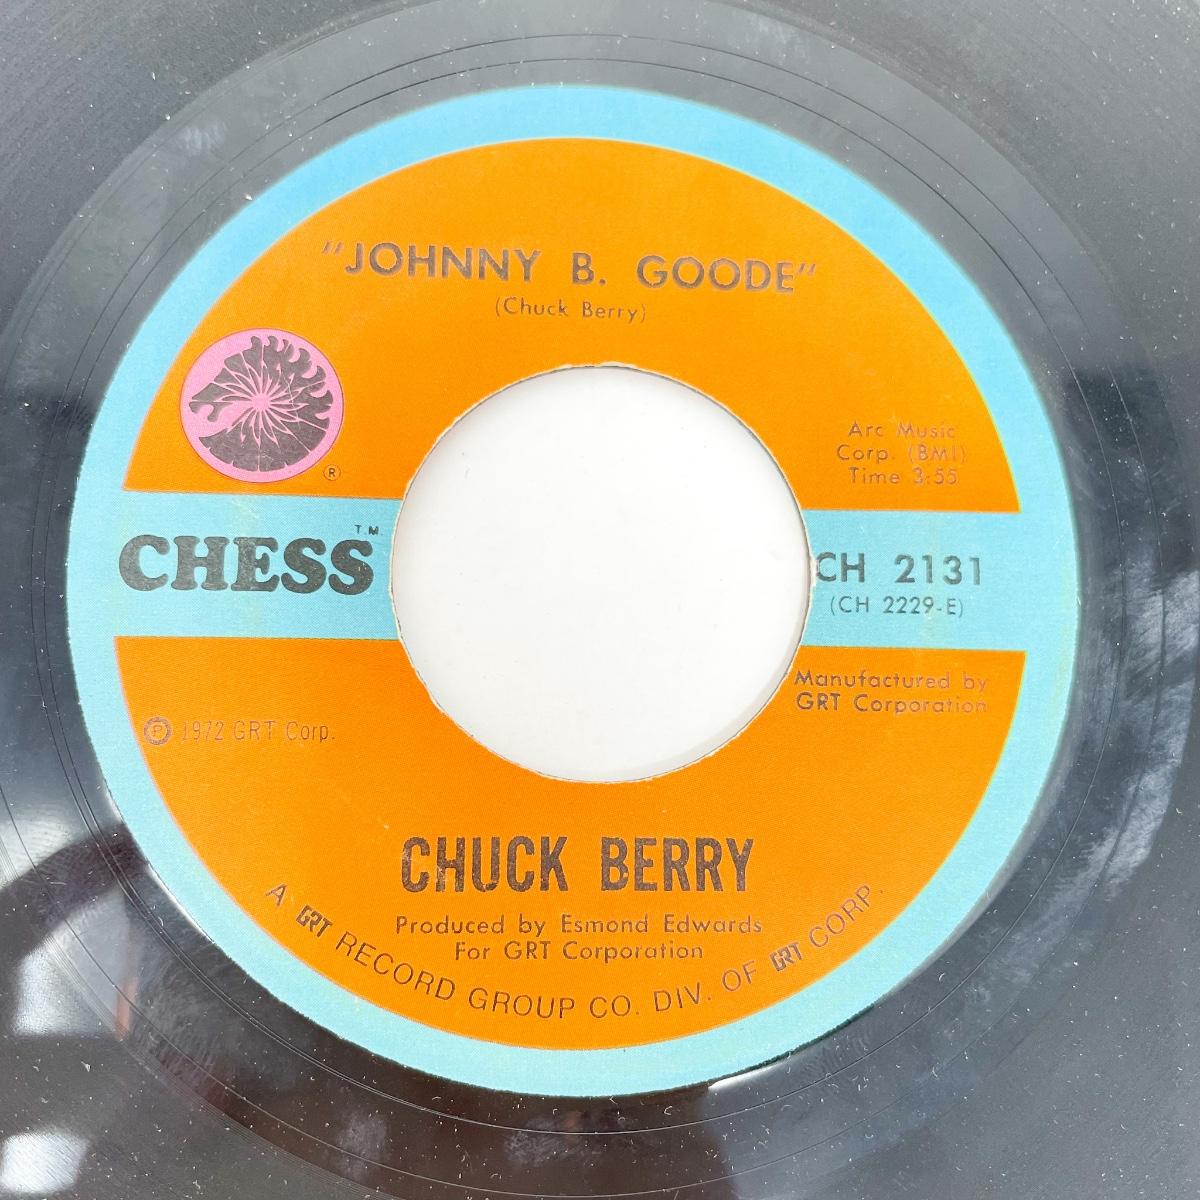 "JOHNNY B. GOODE"
(Chuck Berry)
Arc Music
Corp. (BMI)
Time 3:55
®
CHESS T.M.
CH 2131
(CH 2229-E)
Manufactured by
GRT Corporation
℗ 1972 GRT Corp.
CHUCK BERRY
Produced by Esmond Edwards
For GRT Corporation
A GRT RECORD GROUP CO. DIV. OF GRT CORP.